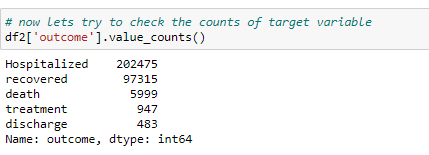 # now lets try to check the counts of target variable
df2['outcome'].value_counts()
Hospitalized    202475
recovered        97315
death             5999
treatment          947
discharge          483
Name: outcome, dtype: int64